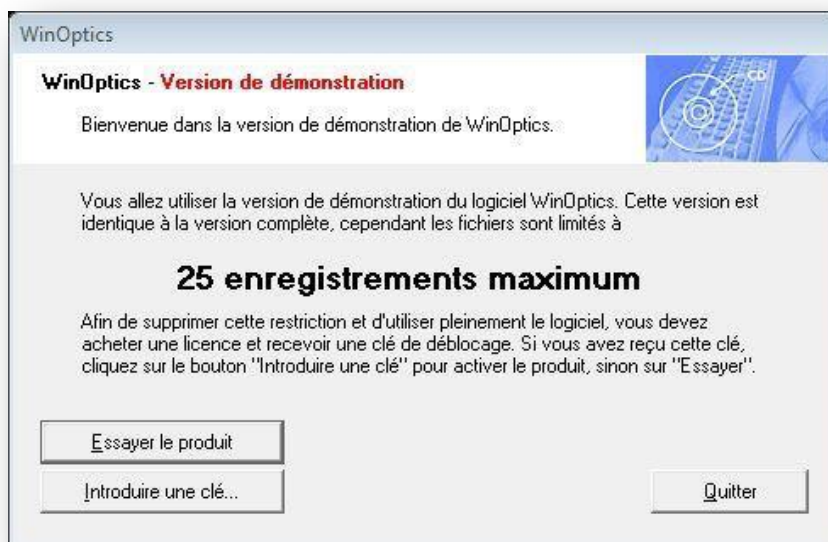 WinOptics
WinOptics - Version de démonstration
CD
Bienvenue dans la version de démonstration de WinOptics.
Vous allez utiliser la version de démonstration du logiciel WinOptics. Cette version est
identique à la version complète, cependant les fichiers sont limités à
25 enregistrements maximum
Afin de supprimer cette restriction et d'utiliser pleinement le logiciel, vous devez
acheter une licence et recevoir une clé de déblocage. Si vous avez reçu cette clé,
cliquez sur le bouton "Introduire une clé" pour activer le produit, sinon sur "Essayer".
Essayer le produit
Introduire une clé...
Quitter